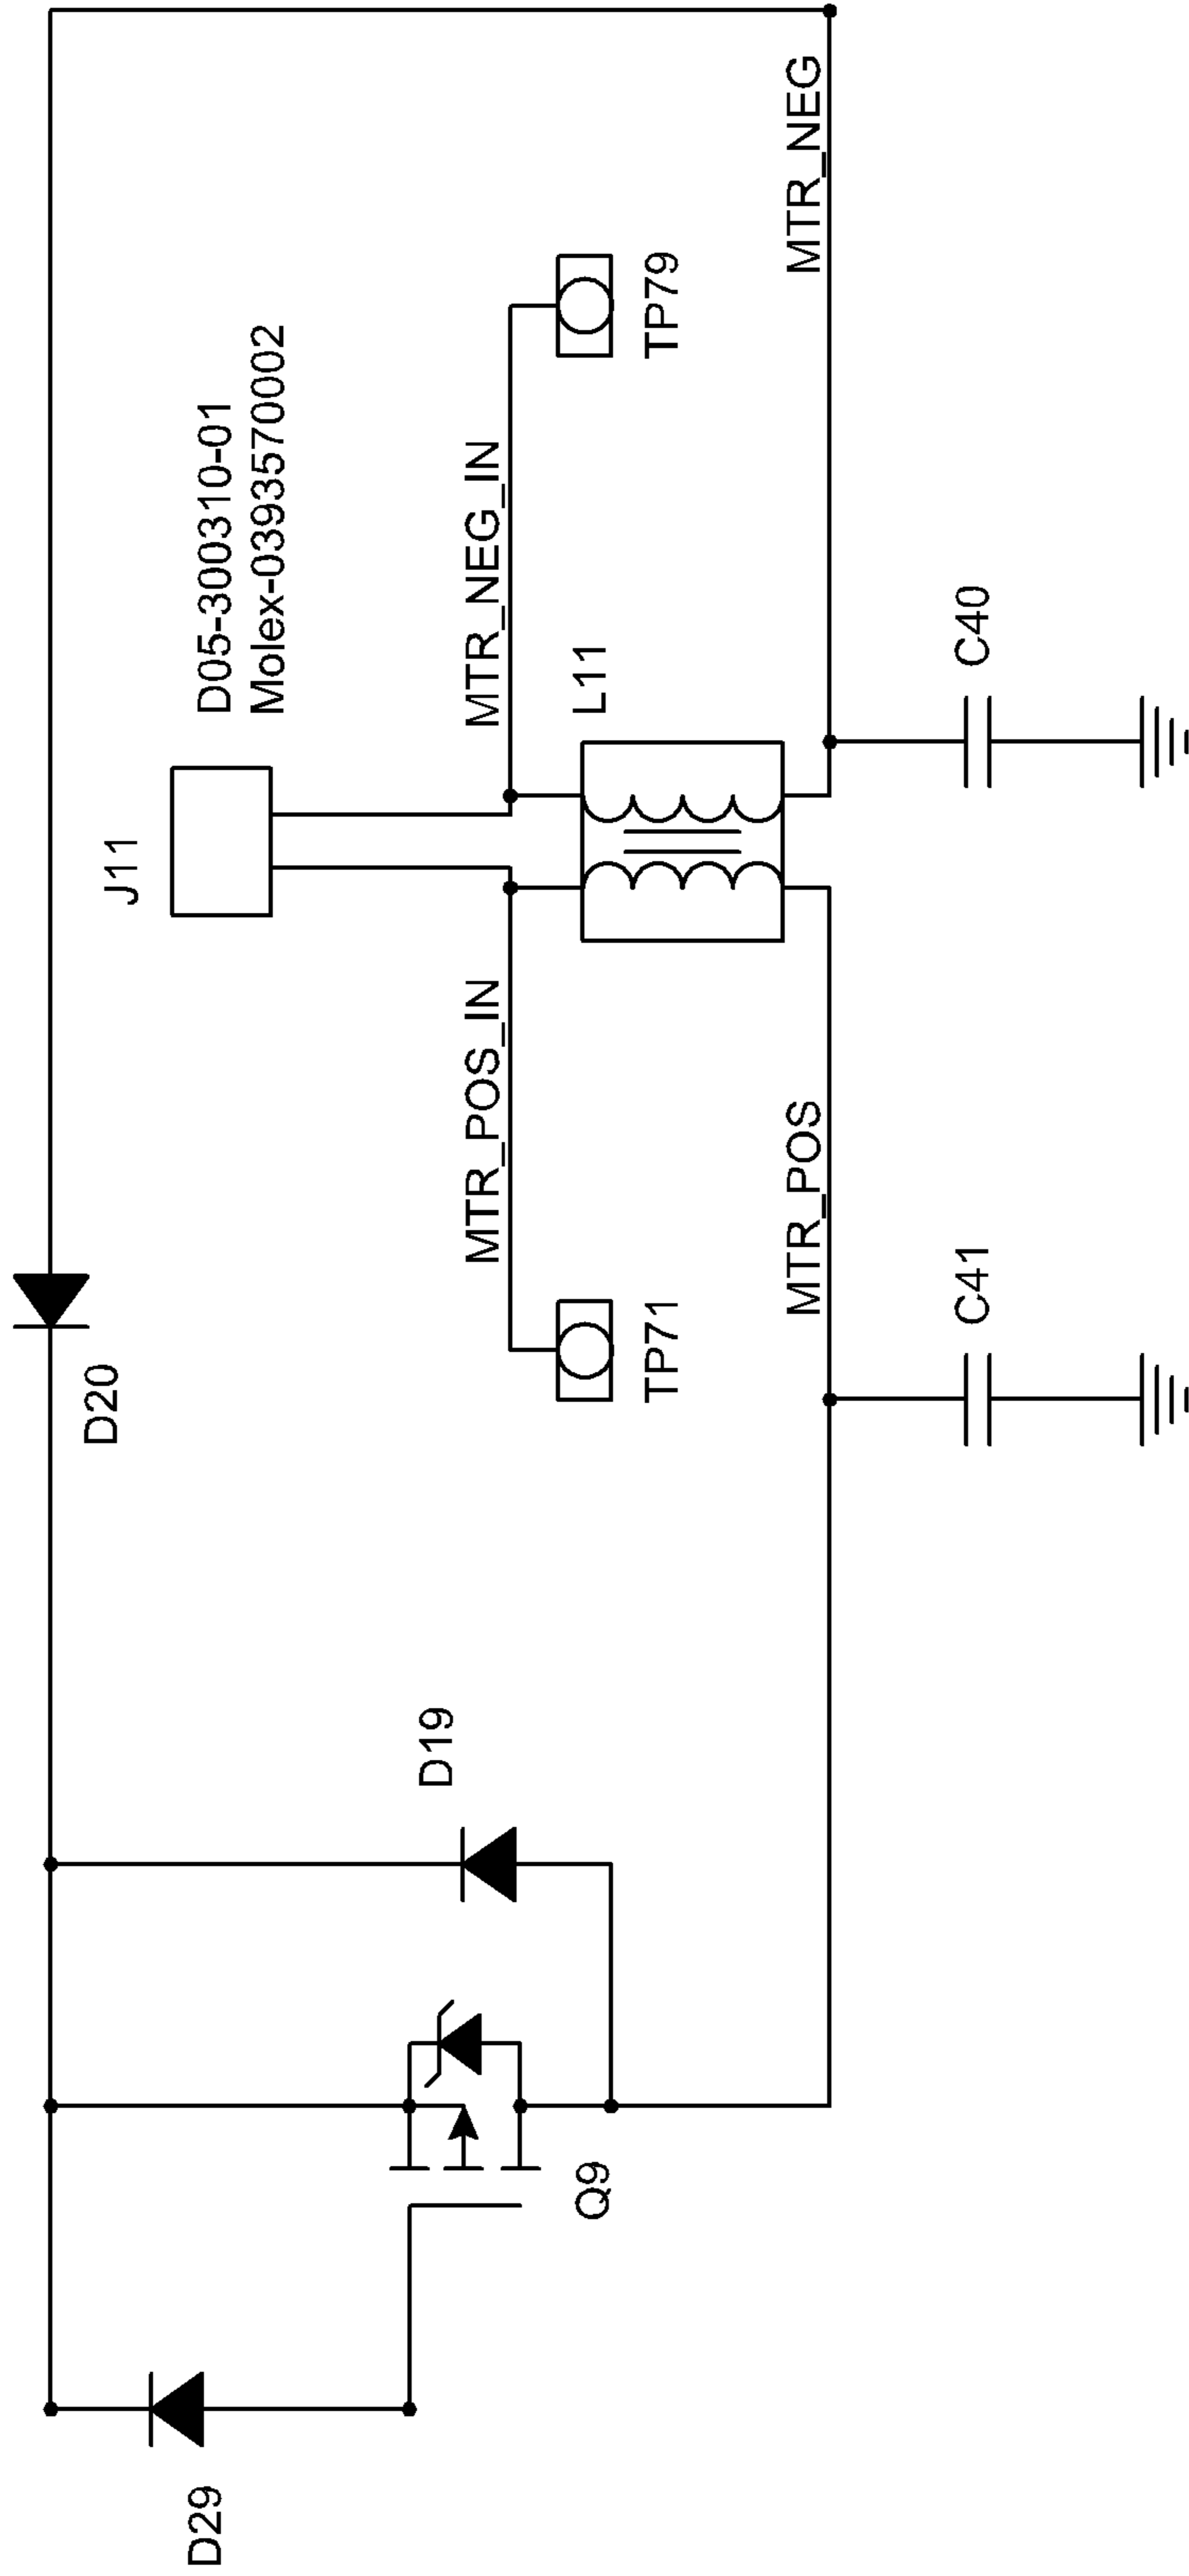 D29
Q9
D19
D20
J11
D05-300310-01
Molex-0393570002
MTR_POS_IN
MTR_NEG_IN
TP71
L11
TP79
MTR_POS
MTR_NEG
C41
C40